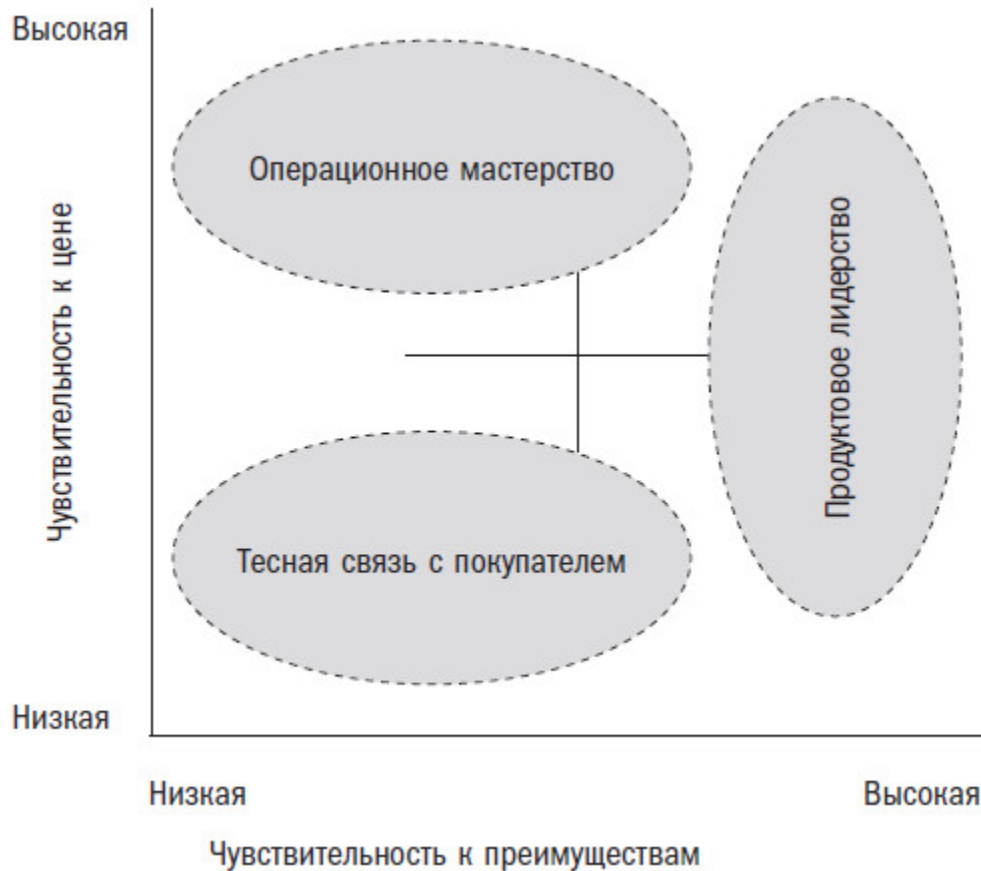 Высокая
Операционное мастерство
Чувствительность к цене
Продуктовое лидерство
Тесная связь с покупателем
Низкая
Низкая
Высокая
Чувствительность к преимуществам